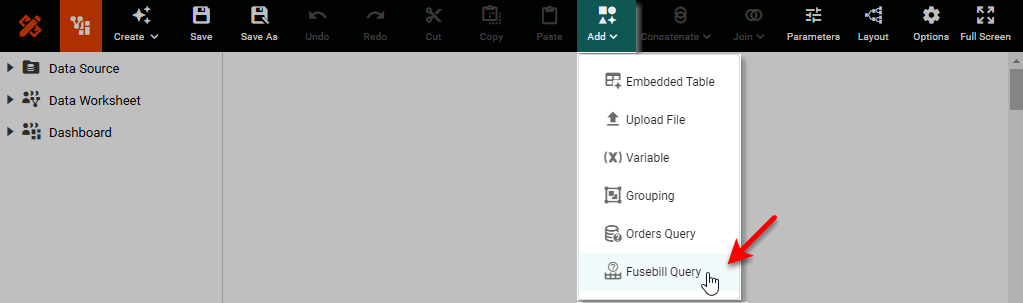 Create Save Save As Undo Redo Cut Copy Paste Add Concatenate Join Parameters Layout Options Full Screen
Data Source
Data Worksheet
Dashboard
Embedded Table
Upload File
(X) Variable
Grouping
Orders Query
Fusebill Query